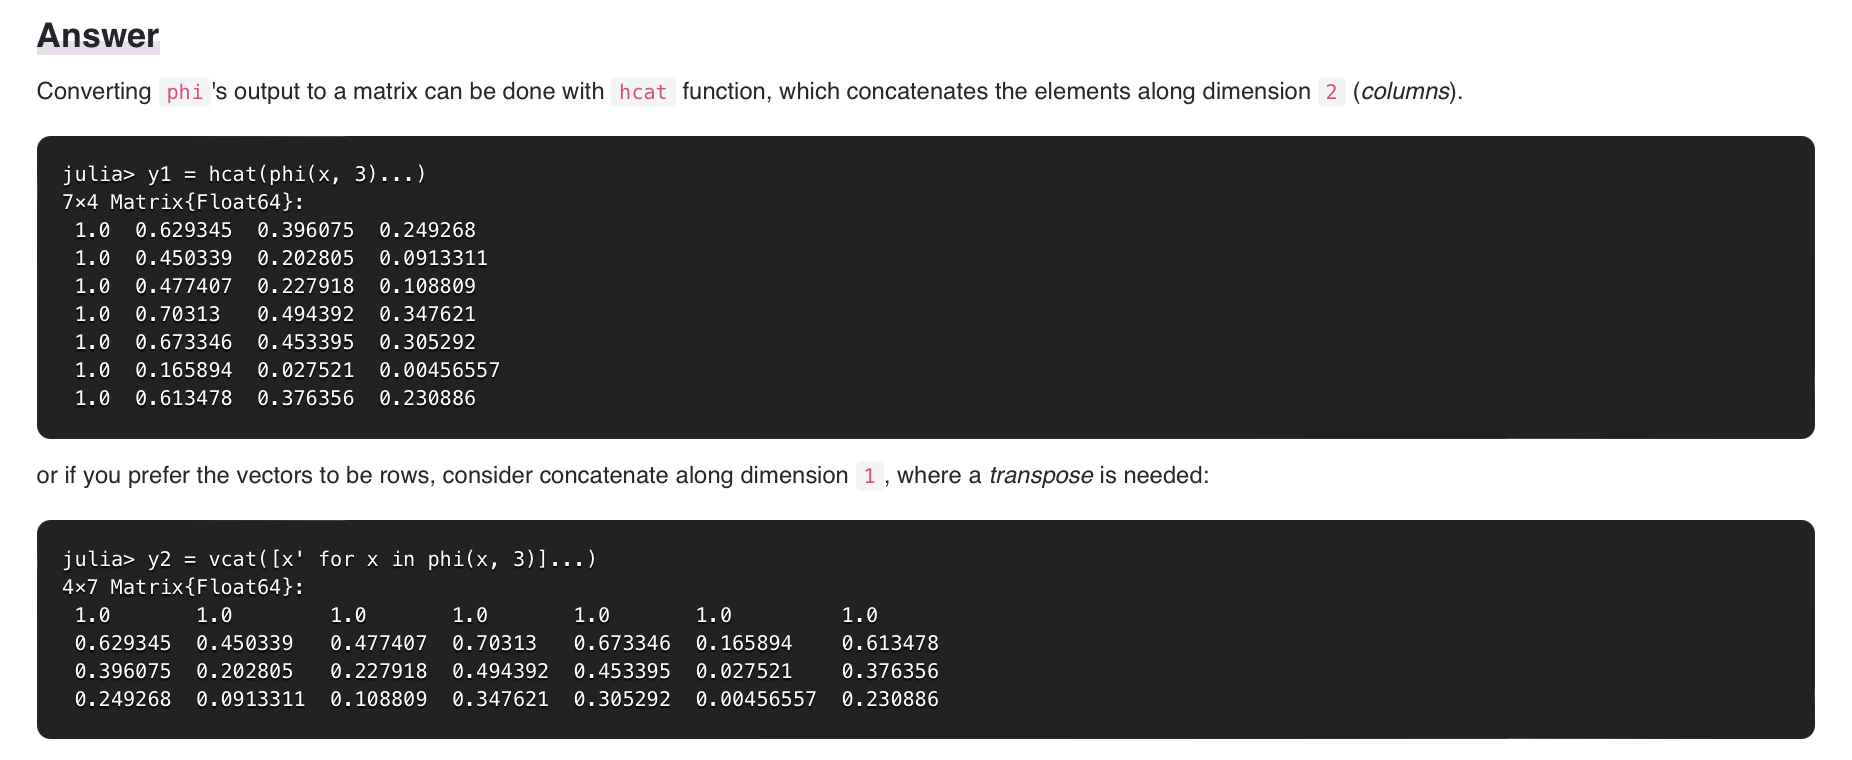 Answer
Converting phi 's output to a matrix can be done with hcat function, which concatenates the elements along dimension 2 (columns).
julia> y1 = hcat(phi(x, 3)...)
7×4 Matrix{Float64}:
 1.0  0.629345  0.396075  0.249268
 1.0  0.450339  0.202805  0.0913311
 1.0  0.477407  0.227918  0.108809
 1.0  0.70313   0.494392  0.347621
 1.0  0.673346  0.453395  0.305292
 1.0  0.165894  0.027521  0.00456557
 1.0  0.613478  0.376356  0.230886
or if you prefer the vectors to be rows, consider concatenate along dimension 1 , where a transpose is needed:
julia> y2 = vcat([x' for x in phi(x, 3)]...)
4×7 Matrix{Float64}:
 1.0       1.0        1.0       1.0       1.0       1.0         1.0
 0.629345  0.450339   0.477407  0.70313   0.673346  0.165894    0.613478
 0.396075  0.202805   0.227918  0.494392  0.453395  0.027521    0.376356
 0.249268  0.0913311  0.108809  0.347621  0.305292  0.00456557  0.230886